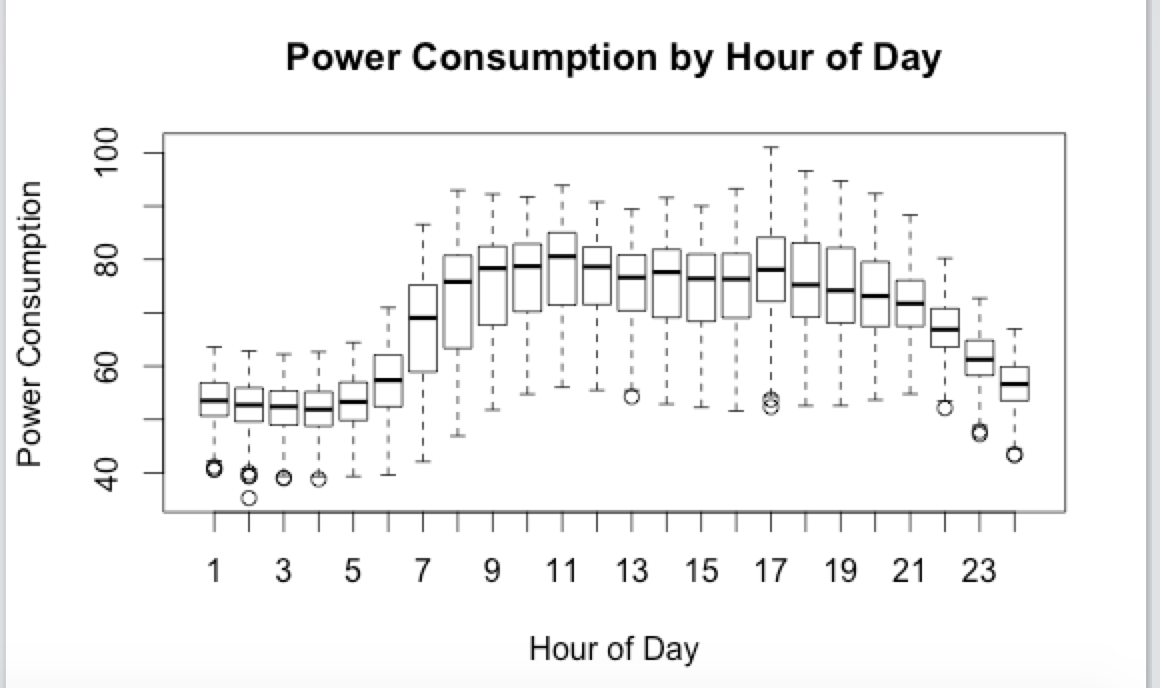 Power Consumption by Hour of Day
Power Consumption
100
80
60
40
1 3 5 7 9 11 13 15 17 19 21 23
Hour of Day